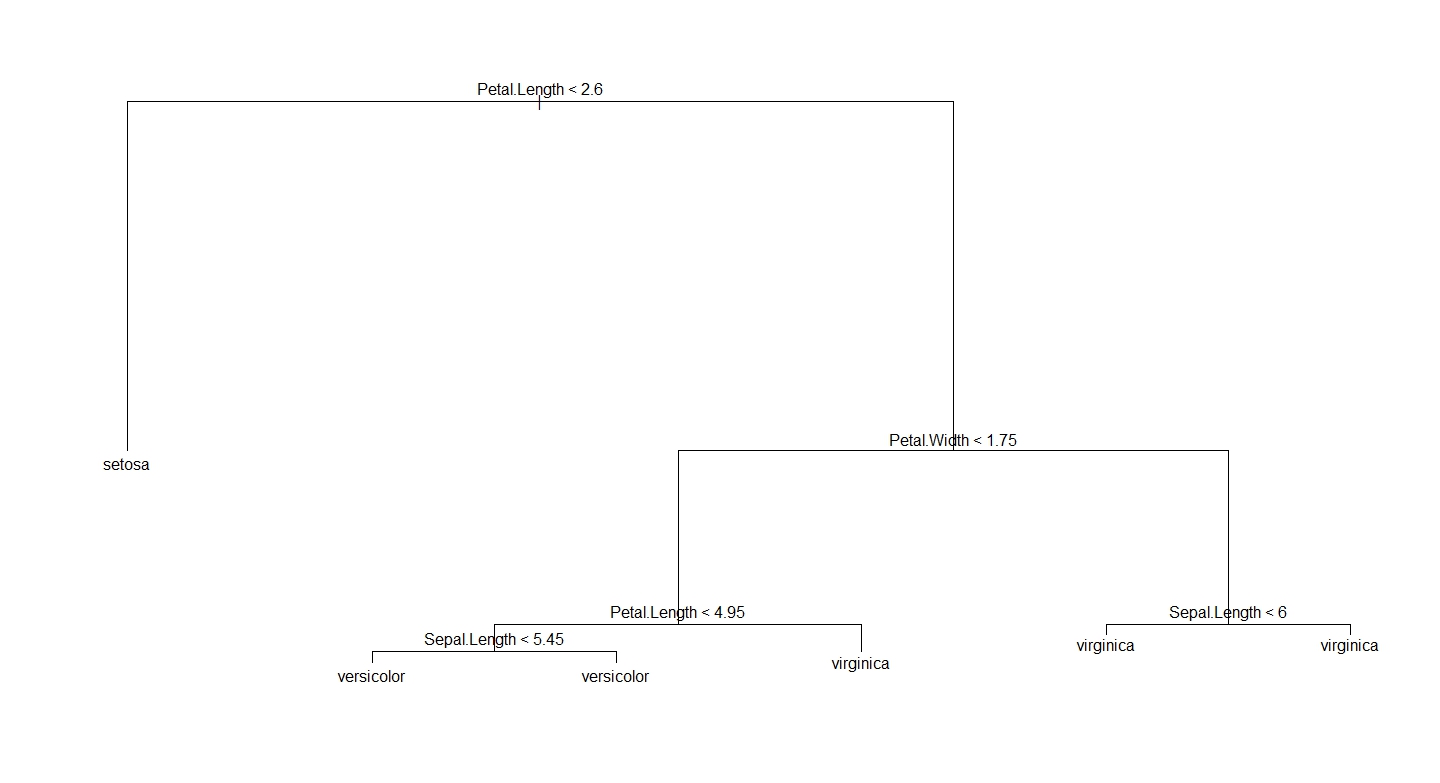 Petal.Length < 2.6
Petal.Width < 1.75
setosa
Petal.Length < 4.95
Sepal.Length < 6
Sepal.Length < 5.45
virginica
virginica
virginica
versicolor
versicolor